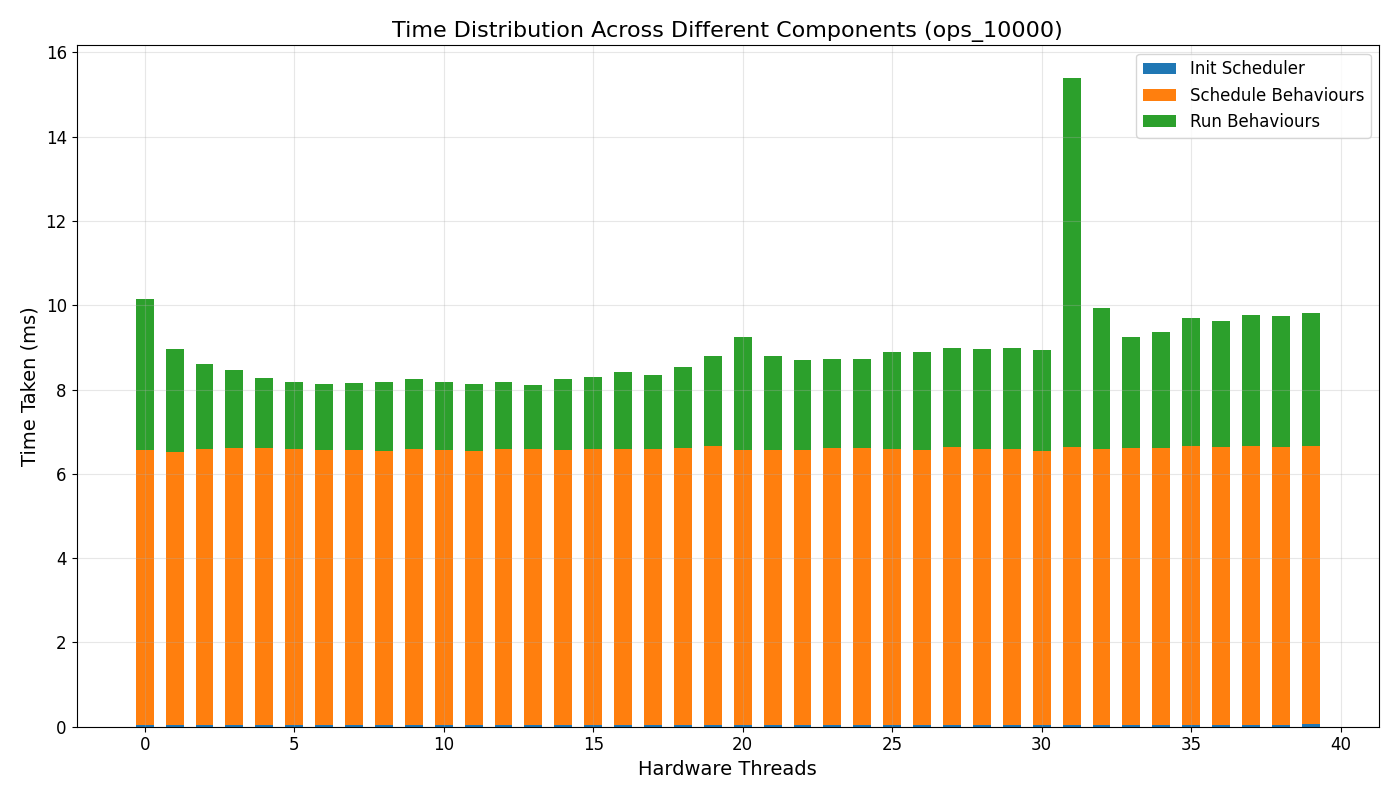 Time Distribution Across Different Components (ops_10000)
Init Scheduler
Schedule Behaviours
Run Behaviours
Time Taken (ms)
16
14
12
10
8
6
4
2
0
0 5 10 15 20 25 30 35 40
Hardware Threads